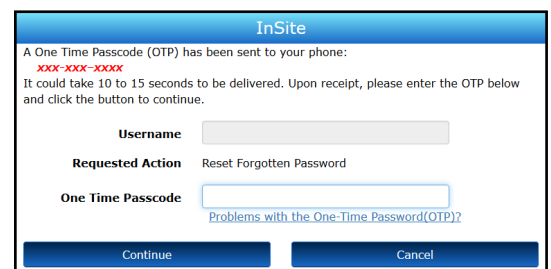 InSite
A One Time Passcode (OTP) has been sent to your phone:
xxx-xxx-xxxx
It could take 10 to 15 seconds to be delivered. Upon receipt, please enter the OTP below
and click the button to continue.
Username
Requested Action Reset Forgotten Password
One Time Passcode
Problems with the One-Time Password(OTP)?
Continue Cancel